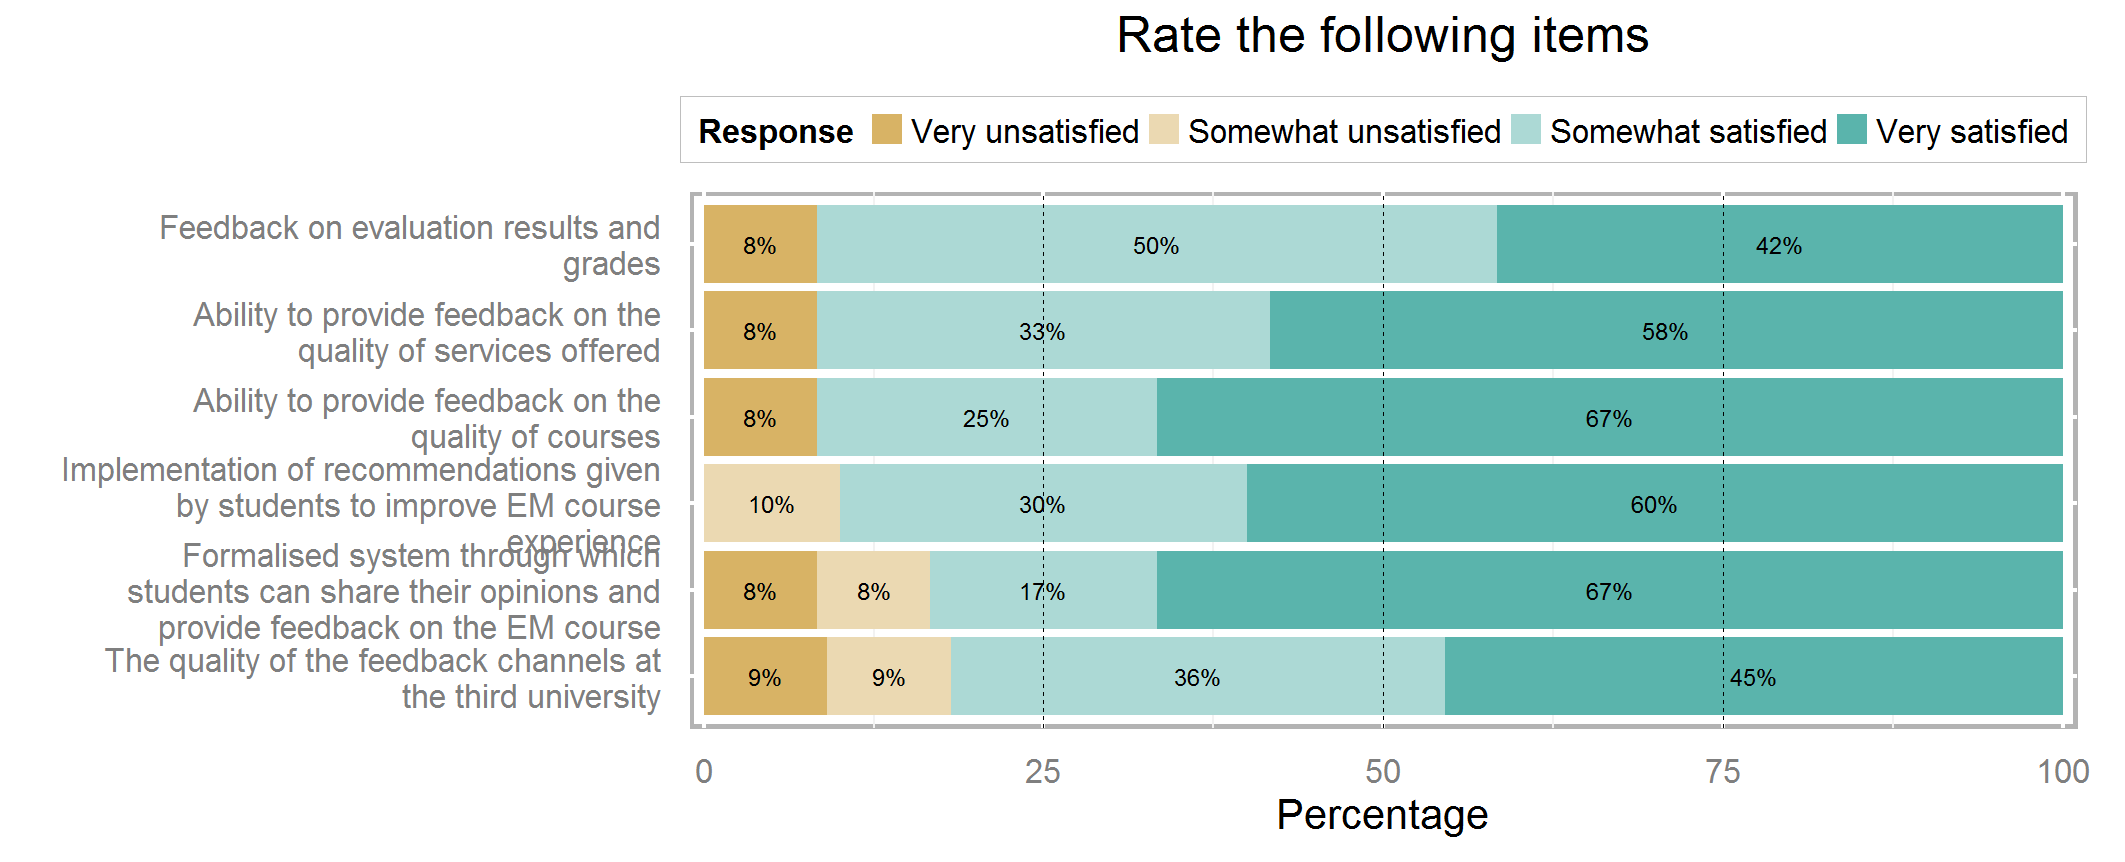 Rate the following items
Response Very unsatisfied Somewhat unsatisfied Somewhat satisfied Very satisfied
Feedback on evaluation results and
grades
8% 50% 42%
Ability to provide feedback on the
quality of services offered
8% 33% 58%
Ability to provide feedback on the
quality of courses
8% 25% 67%
Implementation of recommendations given
by students to improve EM course
experience
10% 30% 60%
Formalised system through which
students can share their opinions and
provide feedback on the EM course
8% 8% 17% 67%
The quality of the feedback channels at
the third university
9% 9% 36% 45%
0 25 50 75 100
Percentage